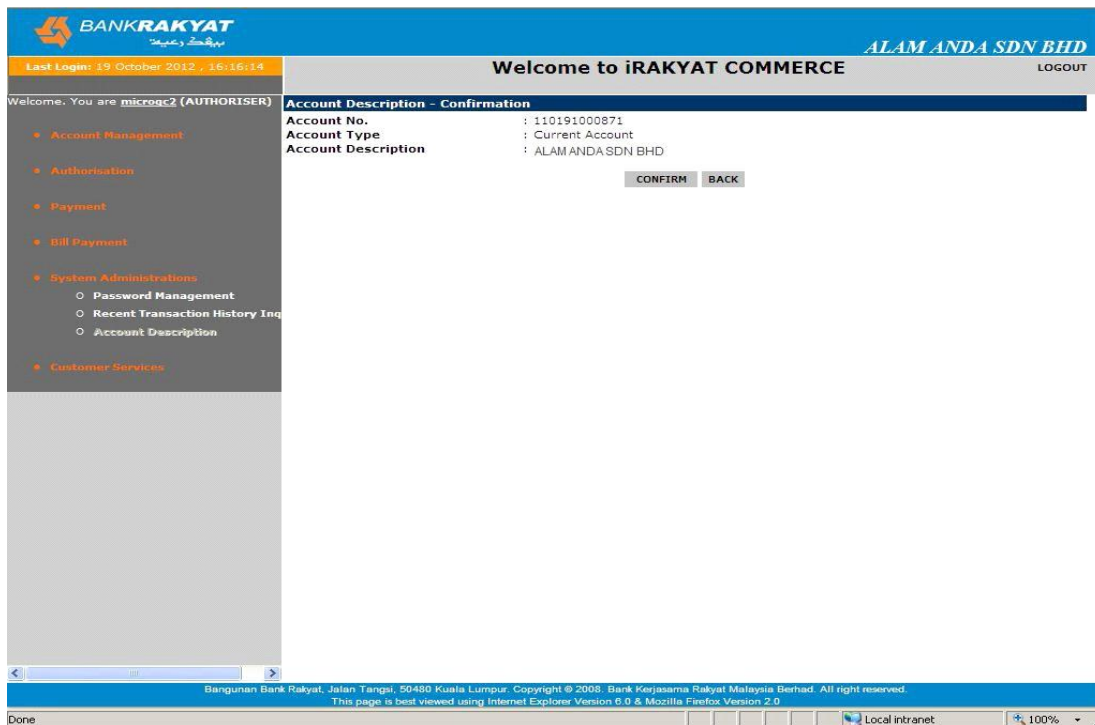 BANKRAKYAT
ALAM ANDA SDN BHD
Last Login: 19 October 2012 , 16:16:14
Welcome to iRAKYAT COMMERCE
LOGOUT
Welcome. You are microqc2 (AUTHORISER)
Account Management
Authorisation
Payment
Bill Payment
System Administrations
Password Management
Recent Transaction History Inq
Account Description
Customer Services
Account Description - Confirmation
Account No. : 110191000871
Account Type : Current Account
Account Description : ALAM ANDA SDN BHD
CONFIRM BACK
Bangunan Bank Rakyat, Jalan Tangsi, 50480 Kuala Lumpur. Copyright © 2008. Bank Kerjasama Rakyat Malaysia Berhad. All right reserved.
This page is best viewed using Internet Explorer Version 6.0 & Mozilla Firefox Version 2.0
Done
Local intranet
100%